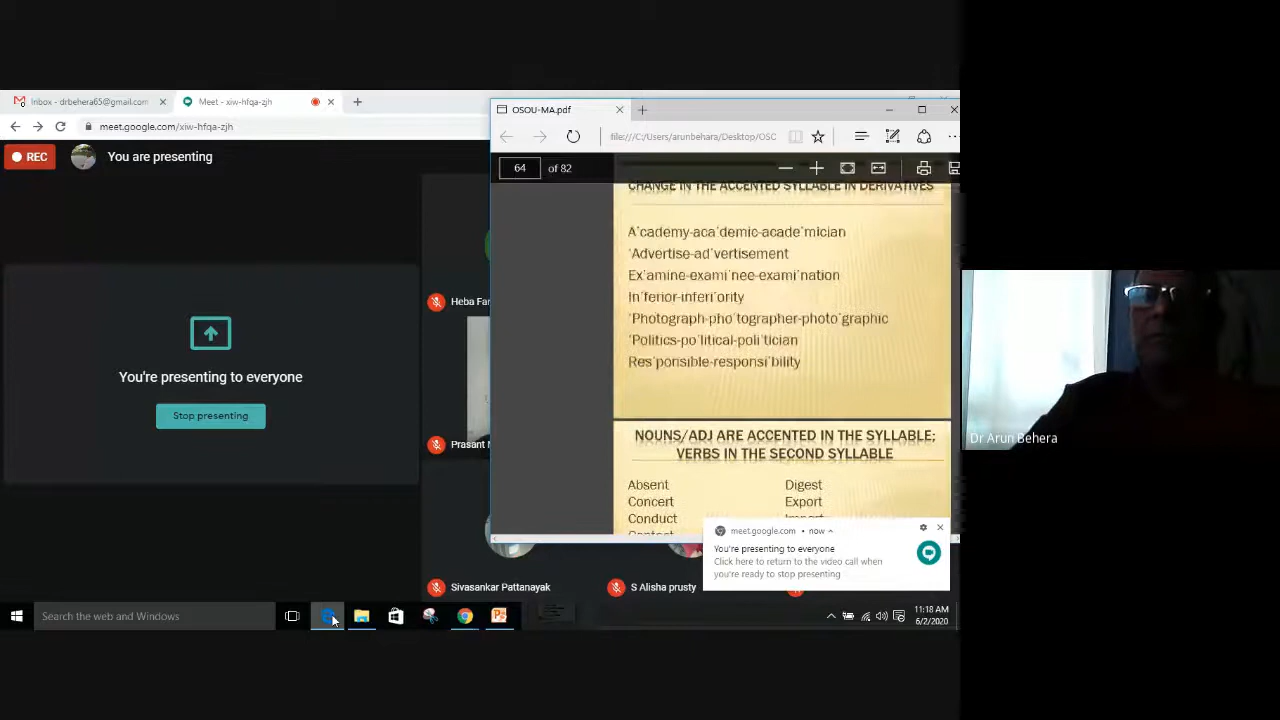 Inbox - drbehera65@gmail.com
Meet - xiw-hfqa-zjh
meet.google.com/xiw-hfqa-zjh
REC
You are presenting
You're presenting to everyone
Stop presenting
Heba Far
Prasant
Sivasankar Pattanayak
S Alisha prusty
OSOU-MA.pdf
file:///C:/Users/arunbehara/Desktop/OSC
64 of 82
CHANGE IN THE ACCENTED SYLLABLE IN DERIVATIVES
A'cademy-aca'demic-acade'mician
'Advertise-ad'vertisement
Ex'amine-exami'nee-exami'nation
In'ferior-inferi'ority
'Photograph-pho'tographer-photo'graphic
'Politics-po'litical-poli'tician
Res'ponsible-responsi'bility
NOUNS/ADJ ARE ACCENTED IN THE SYLLABLE;
VERBS IN THE SECOND SYLLABLE
Absent
Concert
Conduct
Digest
Export
meet.google.com • now
You're presenting to everyone
Click here to return to the video call when
you're ready to stop presenting
Dr Arun Behera
Search the web and Windows
11:18 AM
6/2/2020